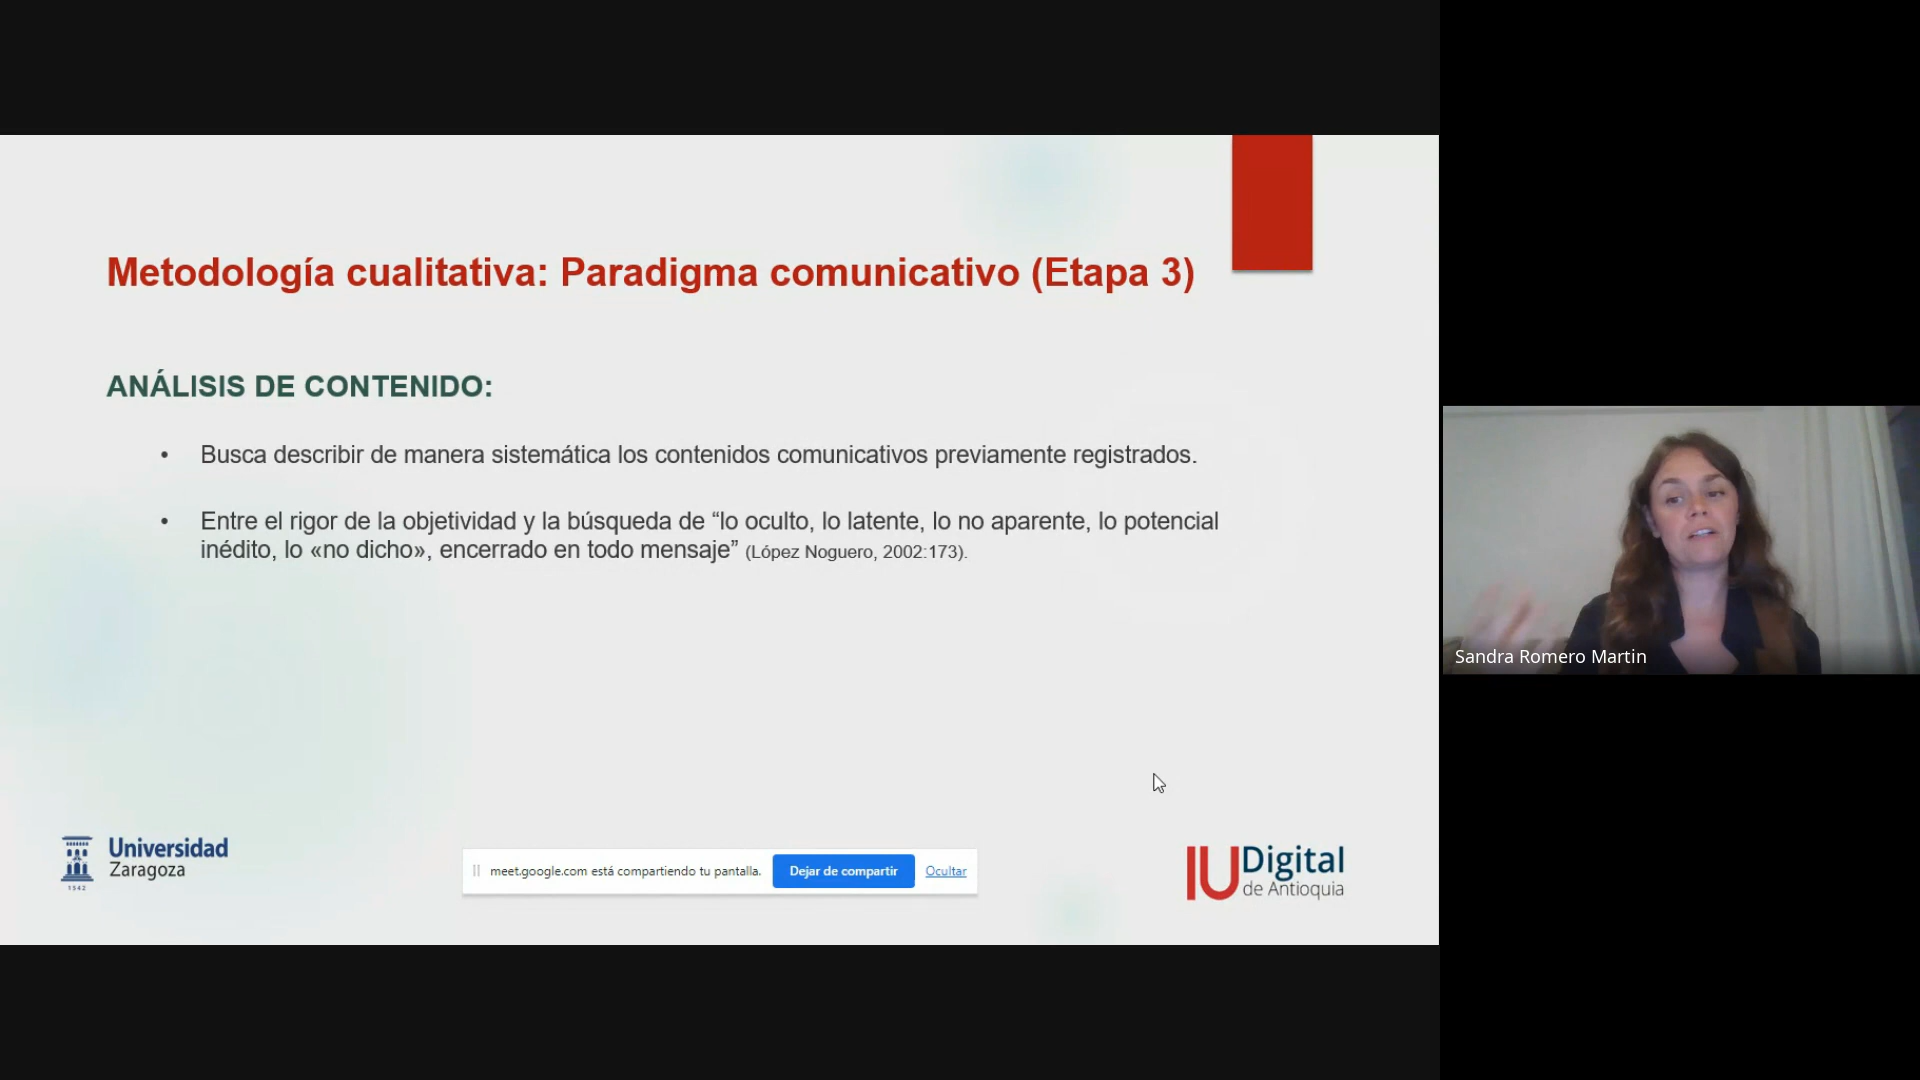 Metodología cualitativa: Paradigma comunicativo (Etapa 3)
ANÁLISIS DE CONTENIDO:
• Busca describir de manera sistemática los contenidos comunicativos previamente registrados.
• Entre el rigor de la objetividad y la búsqueda de “lo oculto, lo latente, lo no aparente, lo potencial
inédito, lo «no dicho», encerrado en todo mensaje” (López Noguero, 2002:173).
Sandra Romero Martin
Universidad
Zaragoza
1542
meet.google.com está compartiendo tu pantalla.
Dejar de compartir
Ocultar
IU Digital
de Antioquia